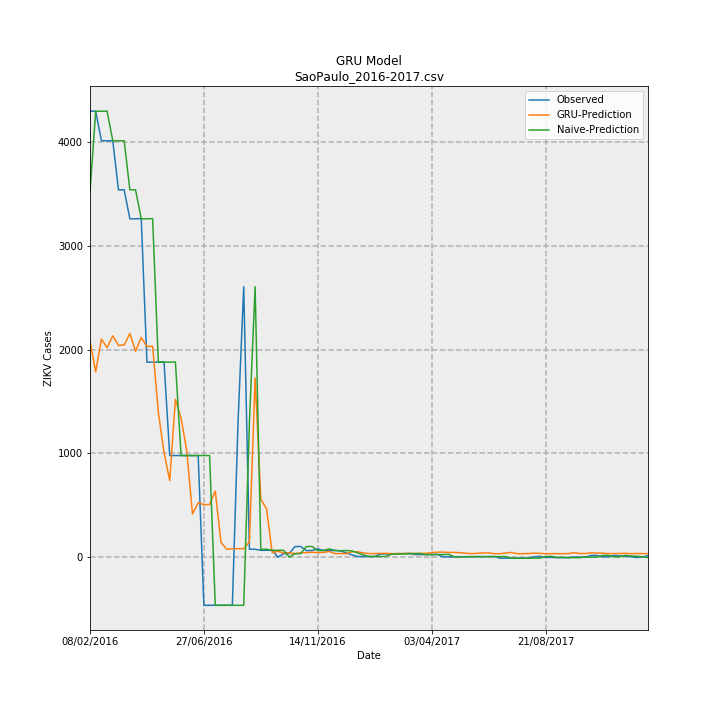 GRU Model
SaoPaulo_2016-2017.csv
Observed
GRU-Prediction
Naive-Prediction
4000
3000
2000
1000
0
ZIKV Cases
08/02/2016
27/06/2016
14/11/2016
03/04/2017
21/08/2017
Date